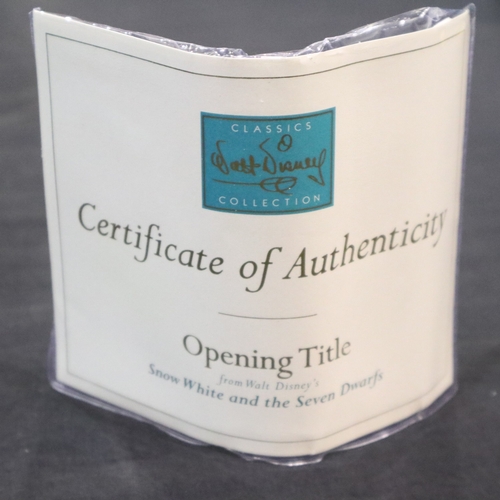 CLASSICS
Walt Disney
COLLECTION
Certificate of Authenticity
Opening Title
from Walt Disney's
Snow White and the Seven Dwarfs